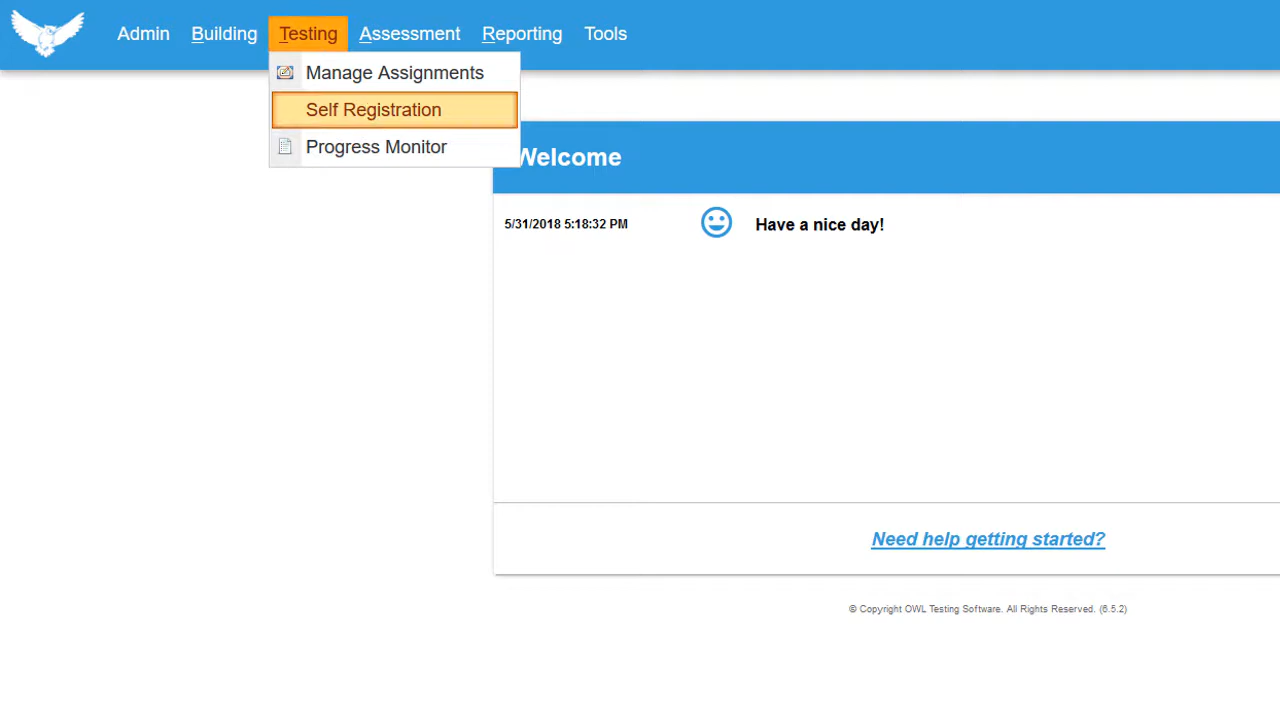 Admin Building Testing Assessment Reporting Tools
Manage Assignments
Self Registration
Progress Monitor
Welcome
5/31/2018 5:18:32 PM Have a nice day!
Need help getting started?
© Copyright OWL Testing Software. All Rights Reserved. (6.5.2)